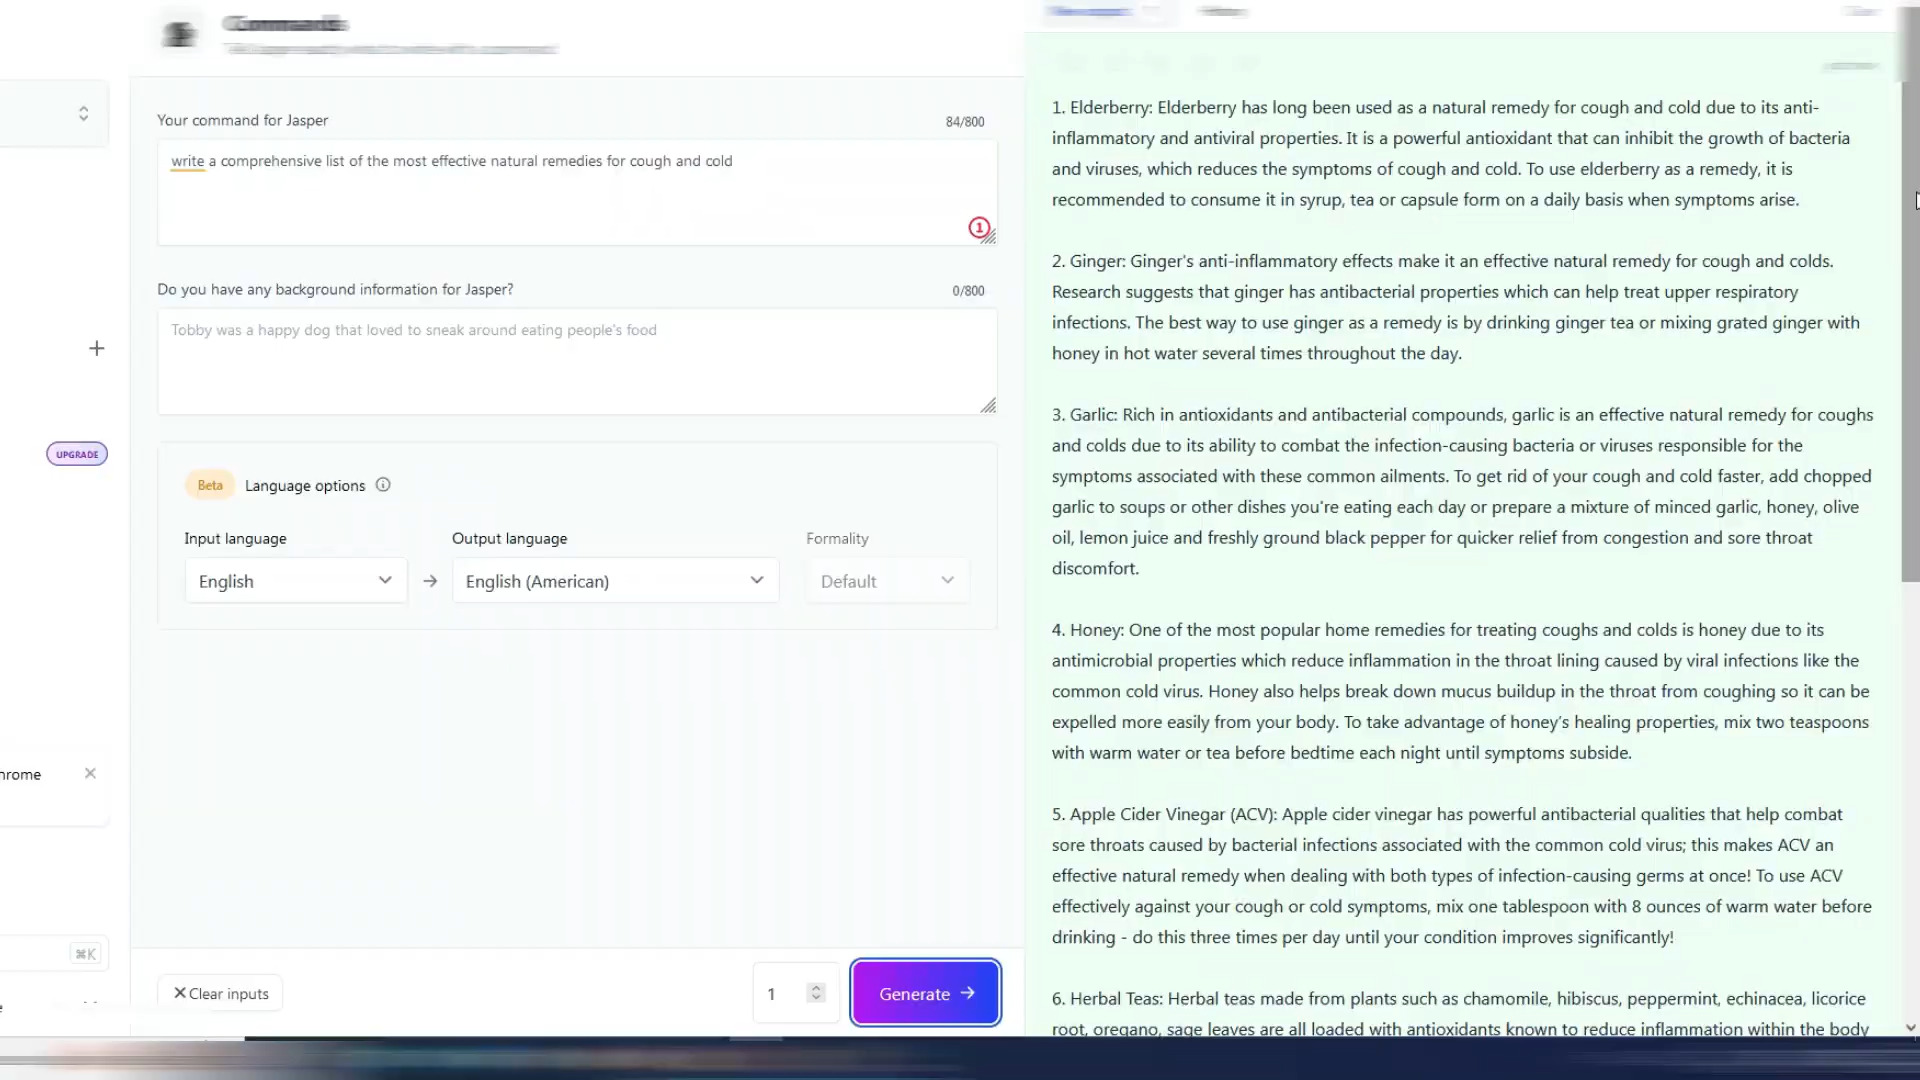 Commands
Your command for Jasper
84/800
write a comprehensive list of the most effective natural remedies for cough and cold
1
Do you have any background information for Jasper?
0/800
Tobby was a happy dog that loved to sneak around eating people's food
UPGRADE
Beta
Language options
Input language
Output language
Formality
English
English (American)
Default
hrome
⌘K
Clear inputs
1
Generate
1. Elderberry: Elderberry has long been used as a natural remedy for cough and cold due to its anti-
inflammatory and antiviral properties. It is a powerful antioxidant that can inhibit the growth of bacteria
and viruses, which reduces the symptoms of cough and cold. To use elderberry as a remedy, it is
recommended to consume it in syrup, tea or capsule form on a daily basis when symptoms arise.
2. Ginger: Ginger's anti-inflammatory effects make it an effective natural remedy for cough and colds.
Research suggests that ginger has antibacterial properties which can help treat upper respiratory
infections. The best way to use ginger as a remedy is by drinking ginger tea or mixing grated ginger with
honey in hot water several times throughout the day.
3. Garlic: Rich in antioxidants and antibacterial compounds, garlic is an effective natural remedy for coughs
and colds due to its ability to combat the infection-causing bacteria or viruses responsible for the
symptoms associated with these common ailments. To get rid of your cough and cold faster, add chopped
garlic to soups or other dishes you're eating each day or prepare a mixture of minced garlic, honey, olive
oil, lemon juice and freshly ground black pepper for quicker relief from congestion and sore throat
discomfort.
4. Honey: One of the most popular home remedies for treating coughs and colds is honey due to its
antimicrobial properties which reduce inflammation in the throat lining caused by viral infections like the
common cold virus. Honey also helps break down mucus buildup in the throat from coughing so it can be
expelled more easily from your body. To take advantage of honey's healing properties, mix two teaspoons
with warm water or tea before bedtime each night until symptoms subside.
5. Apple Cider Vinegar (ACV): Apple cider vinegar has powerful antibacterial qualities that help combat
sore throats caused by bacterial infections associated with the common cold virus; this makes ACV an
effective natural remedy when dealing with both types of infection-causing germs at once! To use ACV
effectively against your cough or cold symptoms, mix one tablespoon with 8 ounces of warm water before
drinking - do this three times per day until your condition improves significantly!
6. Herbal Teas: Herbal teas made from plants such as chamomile, hibiscus, peppermint, echinacea, licorice
root, oregano, sage leaves are all loaded with antioxidants known to reduce inflammation within the body